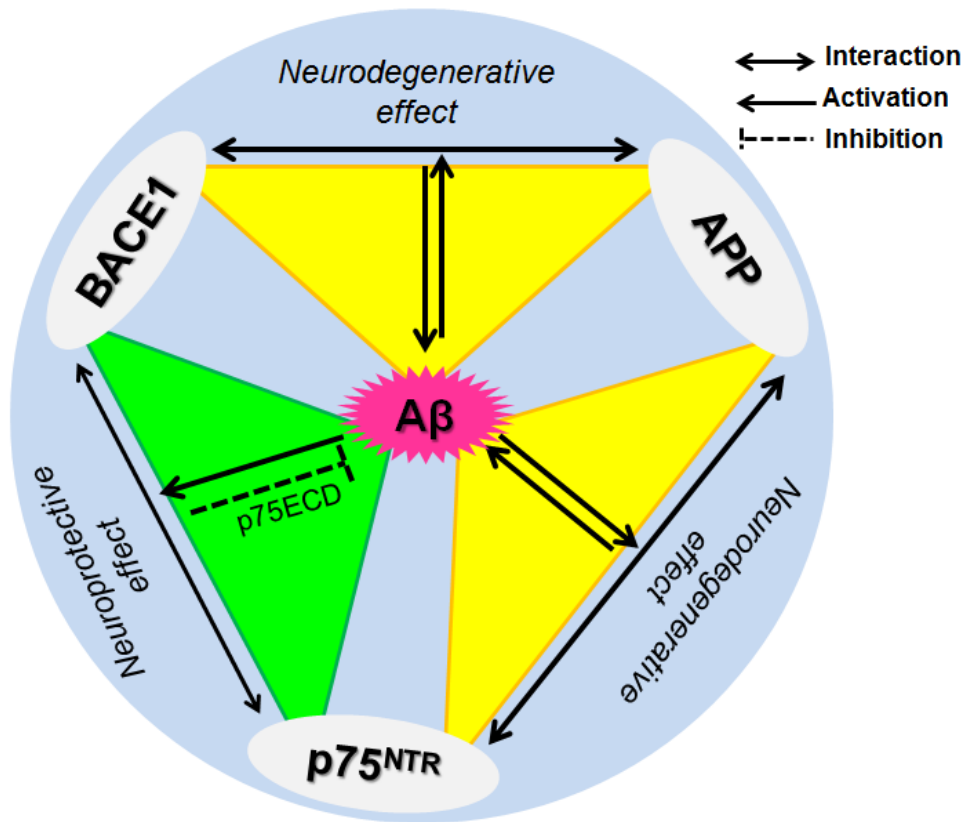 Neurodegenerative
effect
Interaction
Activation
Inhibition
BACE1
APP
Aβ
p75ECD
Neuroprotective
effect
Neurodegenerative
effect
p75NTR